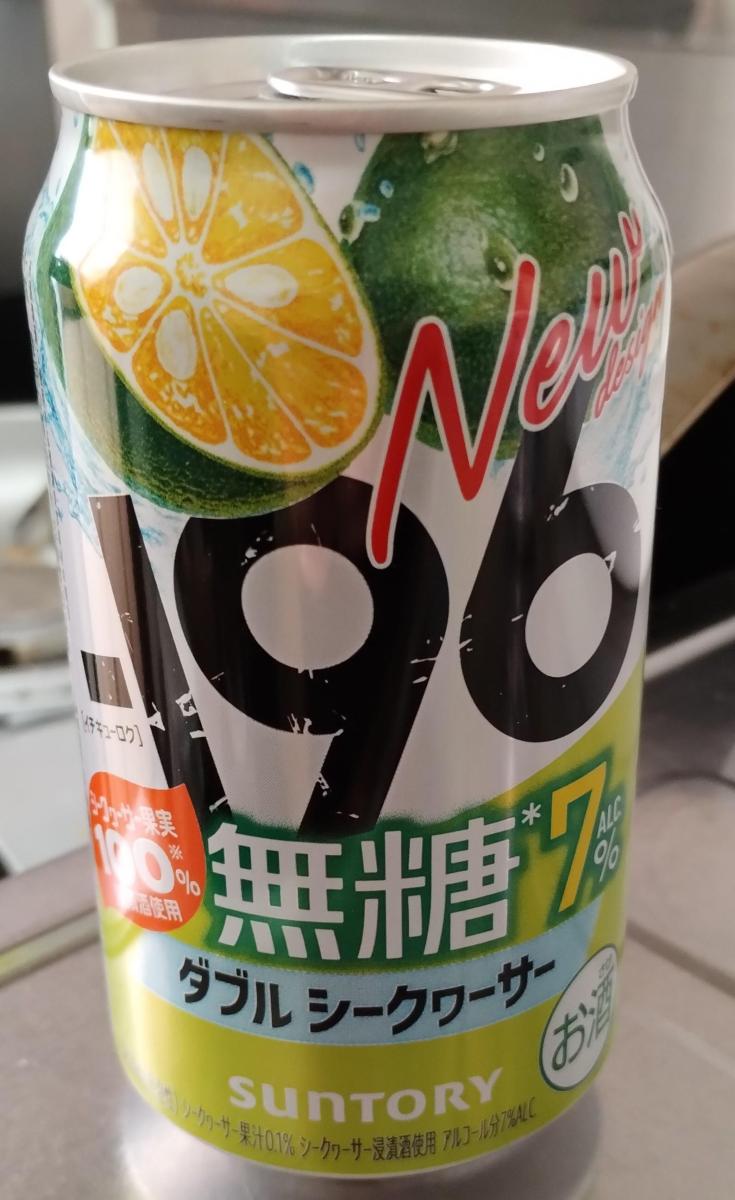 New
design
-196
[イチキューロク]
シークヮーサー果実
100※%
浸漬酒使用
無糖*
7
ALC
%
ダブル シークヮーサー
お酒
さけ
SUNTORY
シークヮーサー果汁0.1% シークヮーサー浸漬酒使用 アルコール分7%ALC